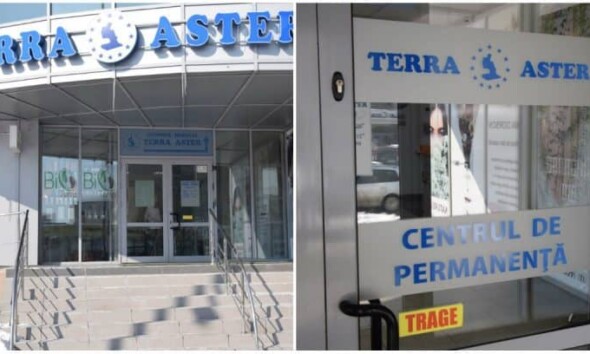 TERRA ASTER
TERRA ASTER
BIO BIO
TERRA ASTER
CENTRUL DE
PERMANENȚĂ
TRAGE